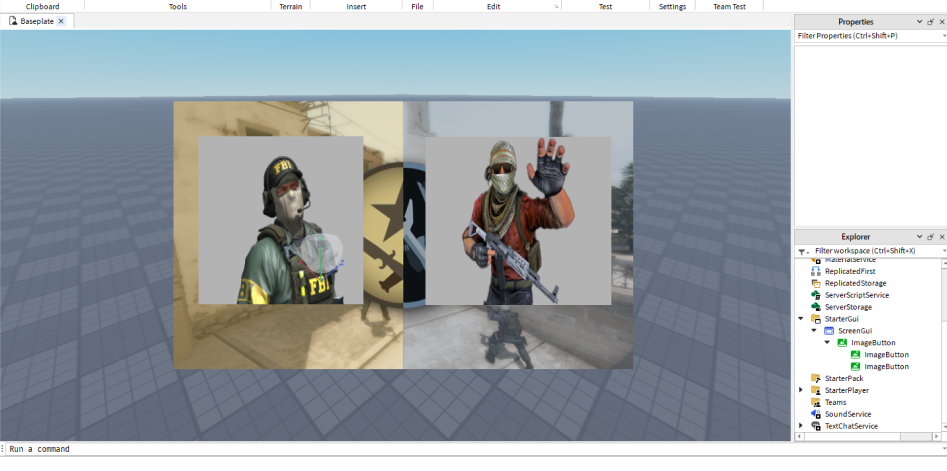 Clipboard Tools Terrain Insert File Edit Test Settings Team Test
Baseplate
Properties
Filter Properties (Ctrl+Shift+P)
FBI
FBI
Explorer
Filter workspace (Ctrl+Shift+X)
MaterialService
ReplicatedFirst
ReplicatedStorage
ServerScriptService
ServerStorage
StarterGui
ScreenGui
ImageButton
ImageButton
ImageButton
StarterPack
StarterPlayer
Teams
SoundService
TextChatService
Run a command